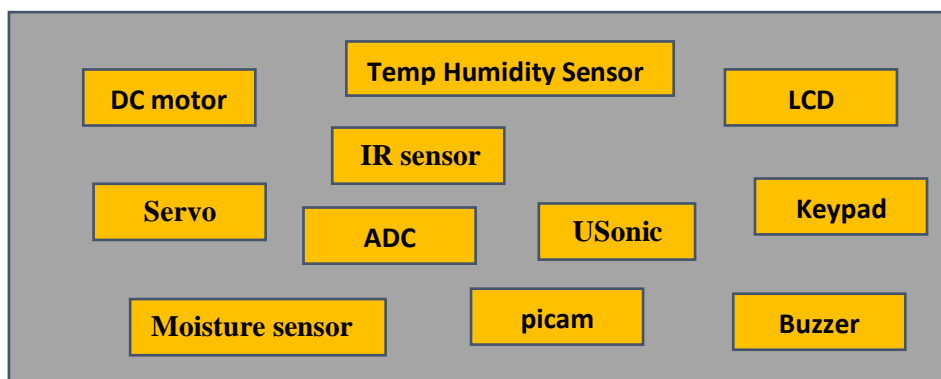 Temp Humidity Sensor
DC motor
LCD
IR sensor
Servo
Keypad
ADC
USonic
Moisture sensor
picam
Buzzer